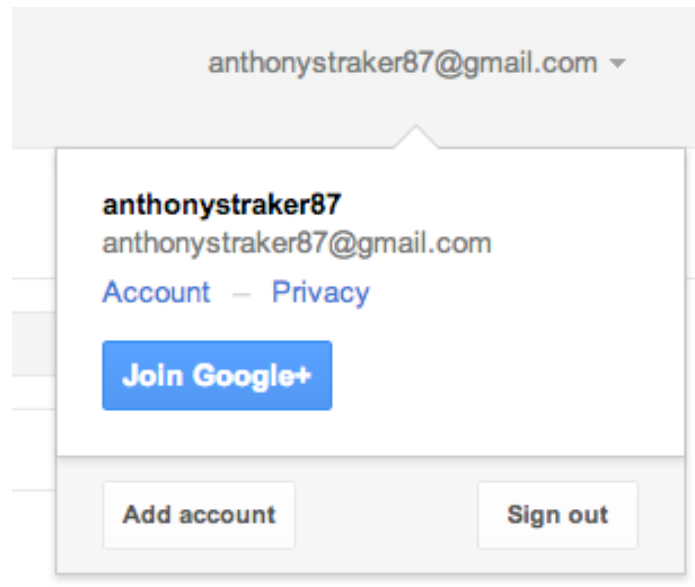 anthonystraker87@gmail.com
anthonystraker87
anthonystraker87@gmail.com
Account – Privacy
Join Google+
Add account Sign out